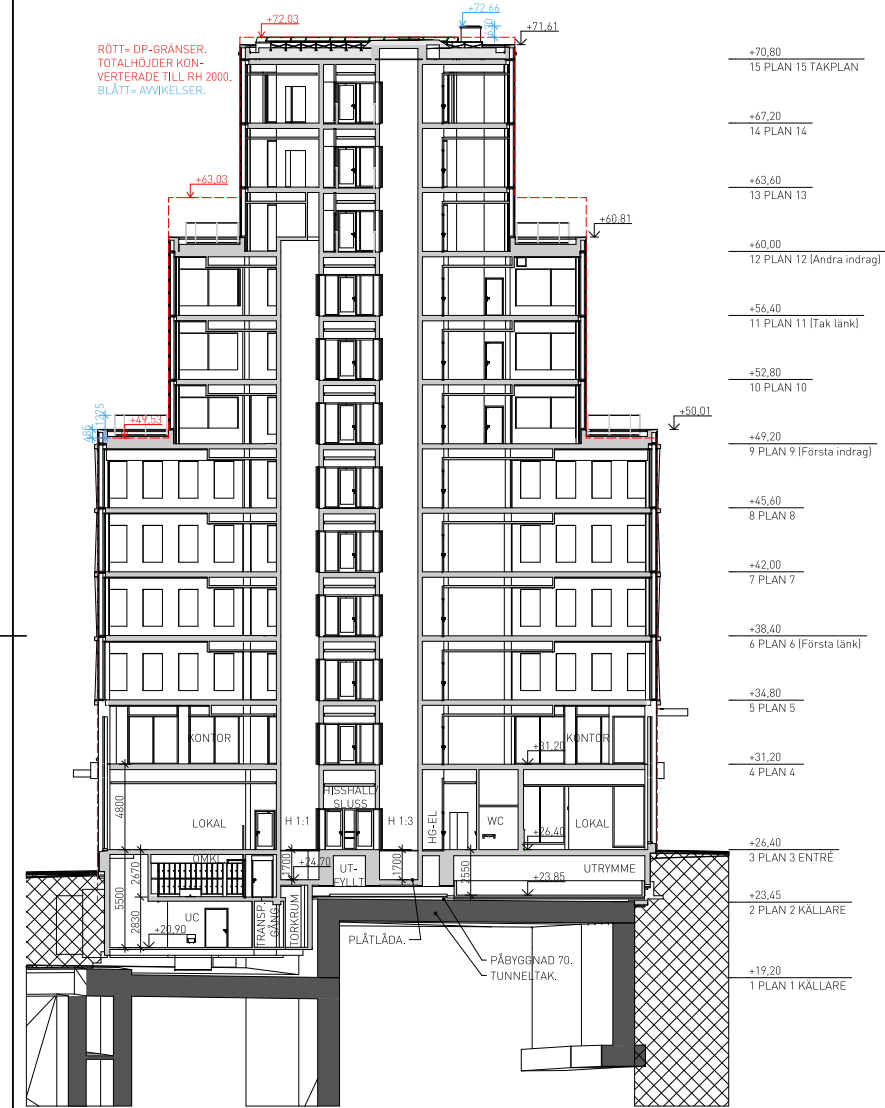 +72,66
+72,03
630
+71,61
RÖTT= DP-GRÄNSER.
TOTALHÖJDER KON-
VERTERADE TILL RH 2000.
BLÅTT= AVVIKELSER.
+70,80
15 PLAN 15 TAKPLAN
+67,20
14 PLAN 14
+63,03
+63,60
13 PLAN 13
+60,81
+60,00
12 PLAN 12 (Andra indrag)
+56,40
11 PLAN 11 (Tak länk)
+52,80
10 PLAN 10
1325
486
+49,53
+50,01
+49,20
9 PLAN 9 (Första indrag)
+45,60
8 PLAN 8
+42,00
7 PLAN 7
+38,40
6 PLAN 6 (Första länk)
+34,80
5 PLAN 5
KONTOR
+31,20
KONTOR
+31,20
4 PLAN 4
4800
LOKAL
H 1:1
HISSHALL/
SLUSS
H 1:3
HG-EL
WC
LOKAL
+26,40
+26,40
3 PLAN 3 ENTRÉ
OMKL
1700
+24,70
UT-
FYLLT
1700
2550
UTRYMME
+23,85
+23,45
2 PLAN 2 KÄLLARE
5500
2670
2830
UC
+20,90
TRANSP.
GÅNG
TORKRUM
PLÅTLÅDA.
PÅBYGGNAD 70.
TUNNELTAK.
+19,20
1 PLAN 1 KÄLLARE